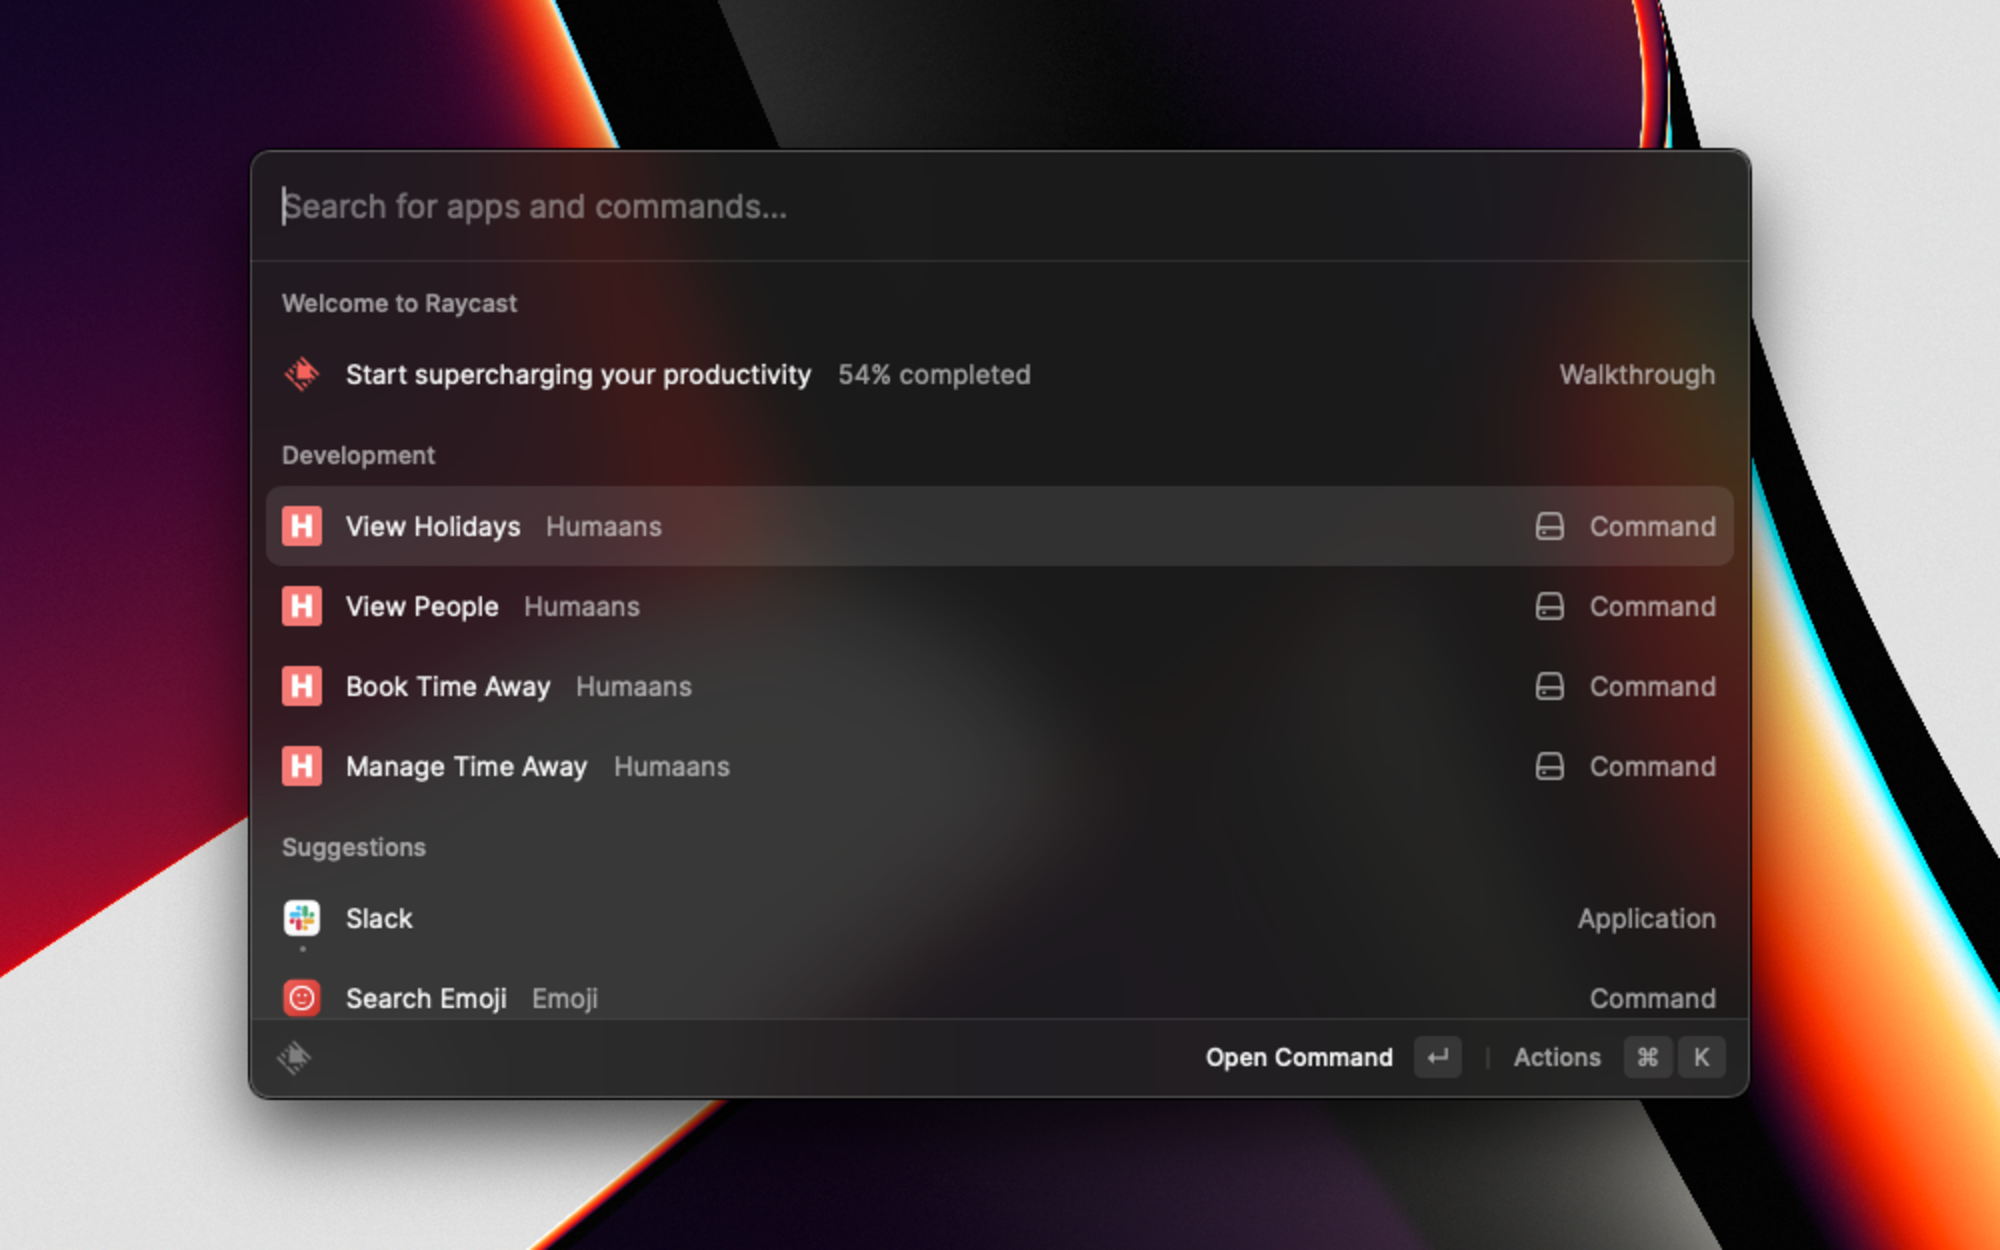 Search for apps and commands...
Welcome to Raycast
Start supercharging your productivity 54% completed Walkthrough
Development
H View Holidays Humaans Command
H View People Humaans Command
H Book Time Away Humaans Command
H Manage Time Away Humaans Command
Suggestions
Slack Application
Search Emoji Emoji Command
Open Command ↵ | Actions ⌘ K